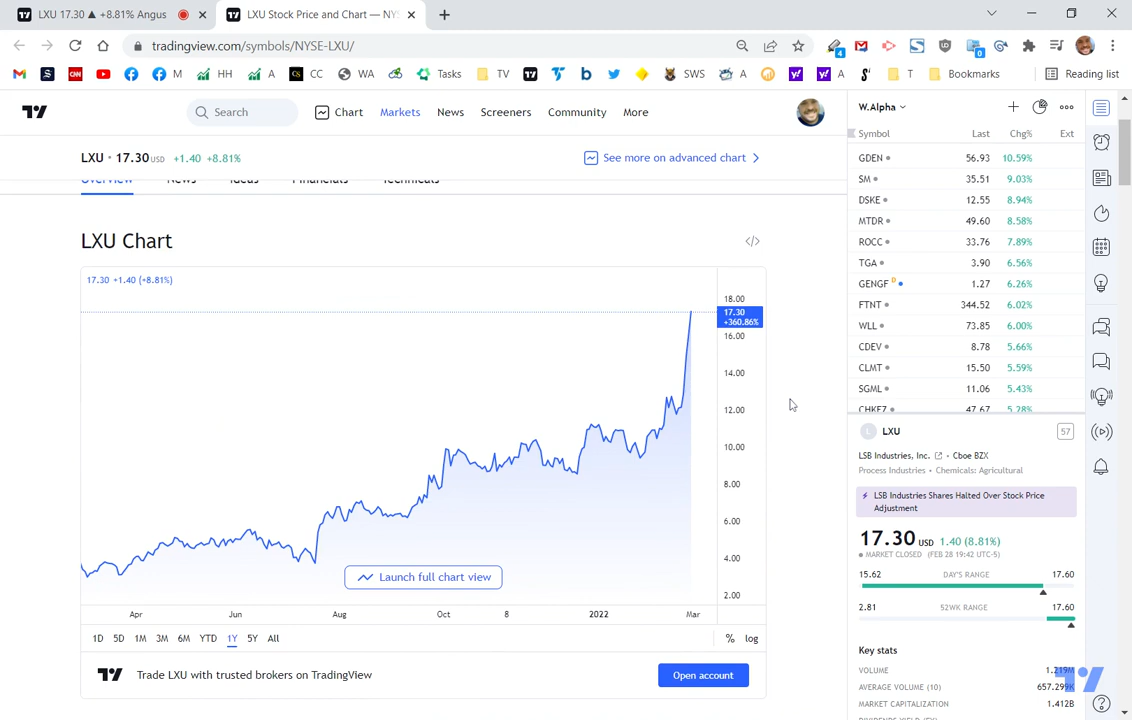 LXU 17.30 ▲ +8.81% Angus
LXU Stock Price and Chart — NYS
tradingview.com/symbols/NYSE-LXU/
4
0
M
HH
A
CC
WA
Tasks
TV
SWS
A
A
T
Bookmarks
Reading list
Search
Chart
Markets
News
Screeners
Community
More
LXU • 17.30 USD +1.40 +8.81%
See more on advanced chart
Overview
News
Ideas
Financials
Technicals
LXU Chart
</>
17.30 +1.40 (+8.81%)
18.00
17.30
+360.86%
16.00
14.00
12.00
10.00
8.00
6.00
4.00
2.00
Launch full chart view
Apr
Jun
Aug
Oct
8
2022
Mar
1D 5D 1M 3M 6M YTD 1Y 5Y All
% log
Trade LXU with trusted brokers on TradingView
Open account
W.Alpha
Symbol Last Chg% Ext
GDEN 56.93 10.59%
SM 35.51 9.03%
DSKE 12.55 8.94%
MTDR 49.60 8.58%
ROCC 33.76 7.89%
TGA 3.90 6.56%
GENGF D 1.27 6.26%
FTNT 344.52 6.02%
WLL 73.85 6.00%
CDEV 8.78 5.66%
CLMT 15.50 5.59%
SGML 11.06 5.43%
47.67 5.28%
L LXU 57
LSB Industries, Inc. • Cboe BZX
Process Industries • Chemicals: Agricultural
LSB Industries Shares Halted Over Stock Price
Adjustment
17.30 USD 1.40 (8.81%)
MARKET CLOSED (FEB 28 19:42 UTC-5)
15.62 DAY'S RANGE 17.60
2.81 52WK RANGE 17.60
Key stats
VOLUME 1.219M
AVERAGE VOLUME (10) 657.299K
MARKET CAPITALIZATION 1.412B